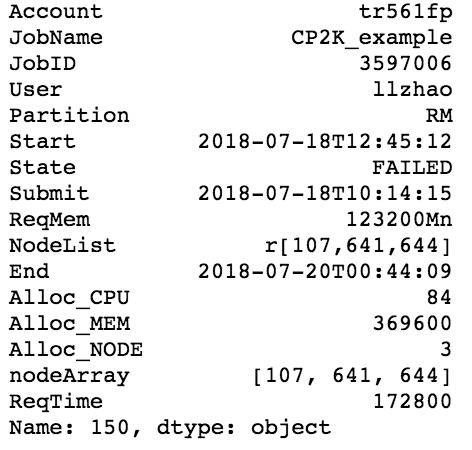 Account tr561fp
JobName CP2K_example
JobID 3597006
User llzhao
Partition RM
Start 2018-07-18T12:45:12
State FAILED
Submit 2018-07-18T10:14:15
ReqMem 123200Mn
NodeList r[107,641,644]
End 2018-07-20T00:44:09
Alloc_CPU 84
Alloc_MEM 369600
Alloc_NODE 3
nodeArray [107, 641, 644]
ReqTime 172800
Name: 150, dtype: object